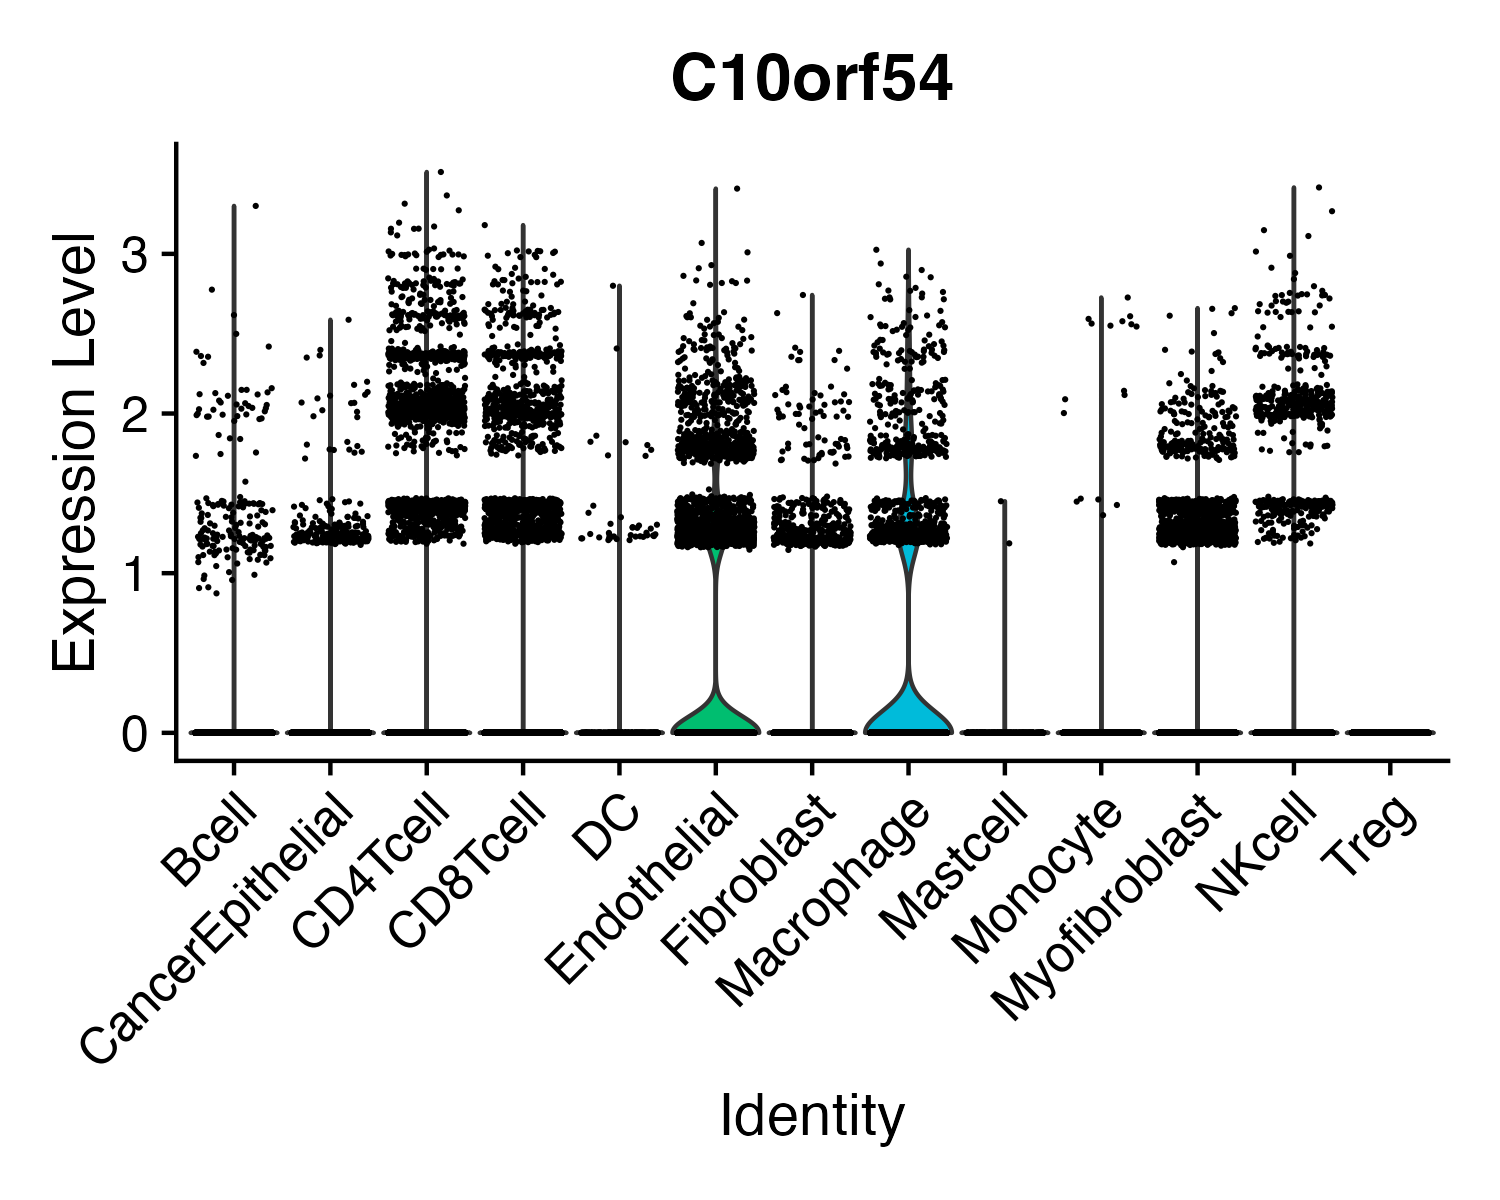 C10orf54
Expression Level
3
2
1
0
Bcell
CancerEpithelial
CD4Tcell
CD8Tcell
DC
Endothelial
Fibroblast
Macrophage
Mastcell
Monocyte
Myofibroblast
NKcell
Treg
Identity